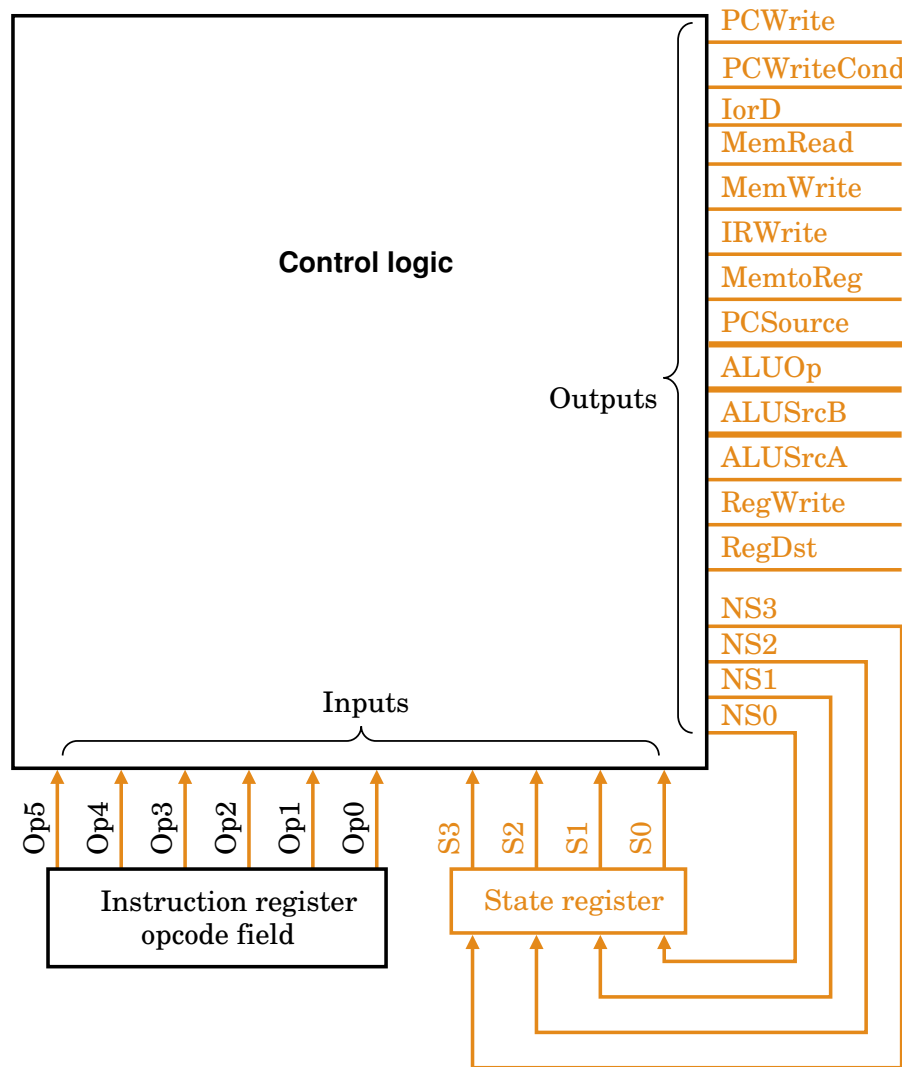 PCWrite
PCWriteCond
IorD
MemRead
MemWrite
IRWrite
Control logic
MemtoReg
PCSource
ALUOp
Outputs
ALUSrcB
ALUSrcA
RegWrite
RegDst
NS3
NS2
NS1
Inputs
NS0
Op5
Op4
Op3
Op2
Op1
Op0
S3
S2
S1
S0
Instruction register
opcode field
State register